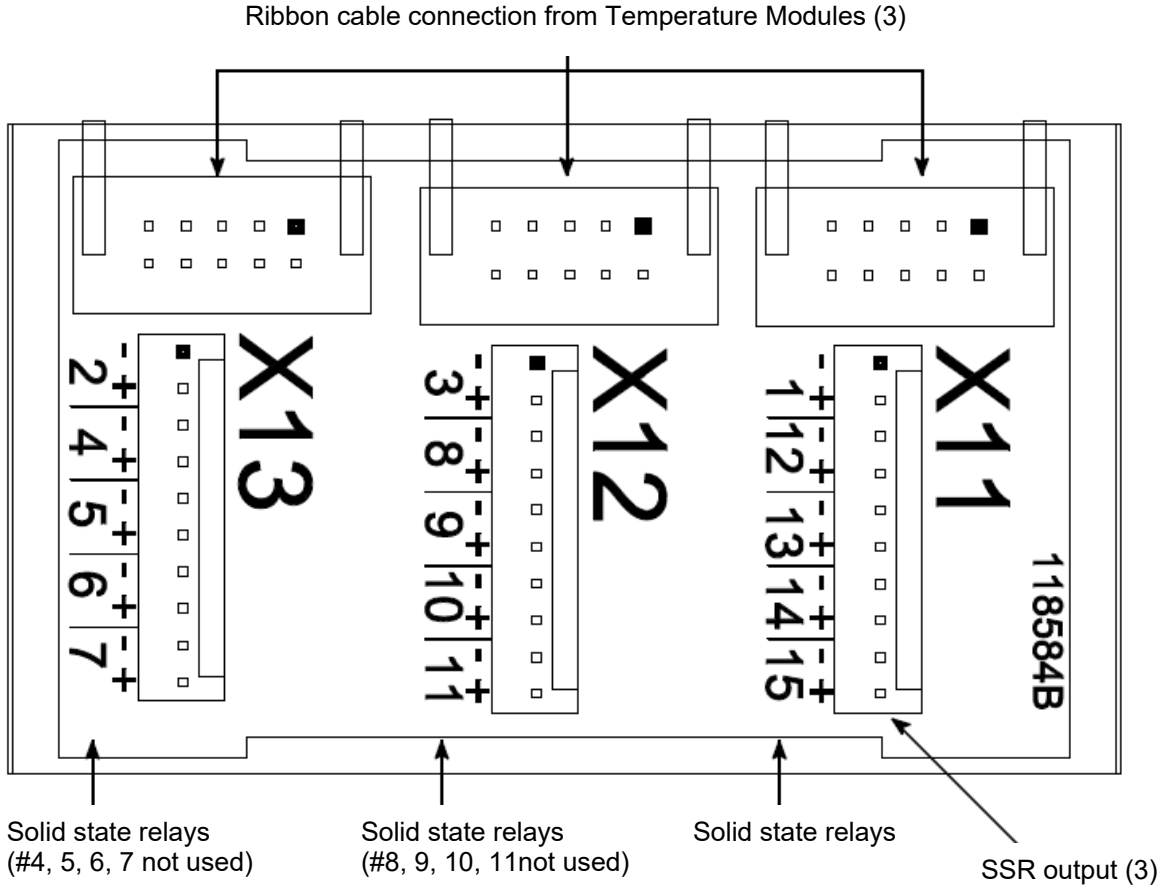 Ribbon cable connection from Temperature Modules (3)
X13
2 - +
4 - +
5 - +
6 - +
7 - +
X12
3 - +
8 - +
9 - +
10 - +
11 - +
X11
1 - +
12 - +
13 - +
14 - +
15 - +
118584B
Solid state relays
(#4, 5, 6, 7 not used)
Solid state relays
(#8, 9, 10, 11not used)
Solid state relays
SSR output (3)